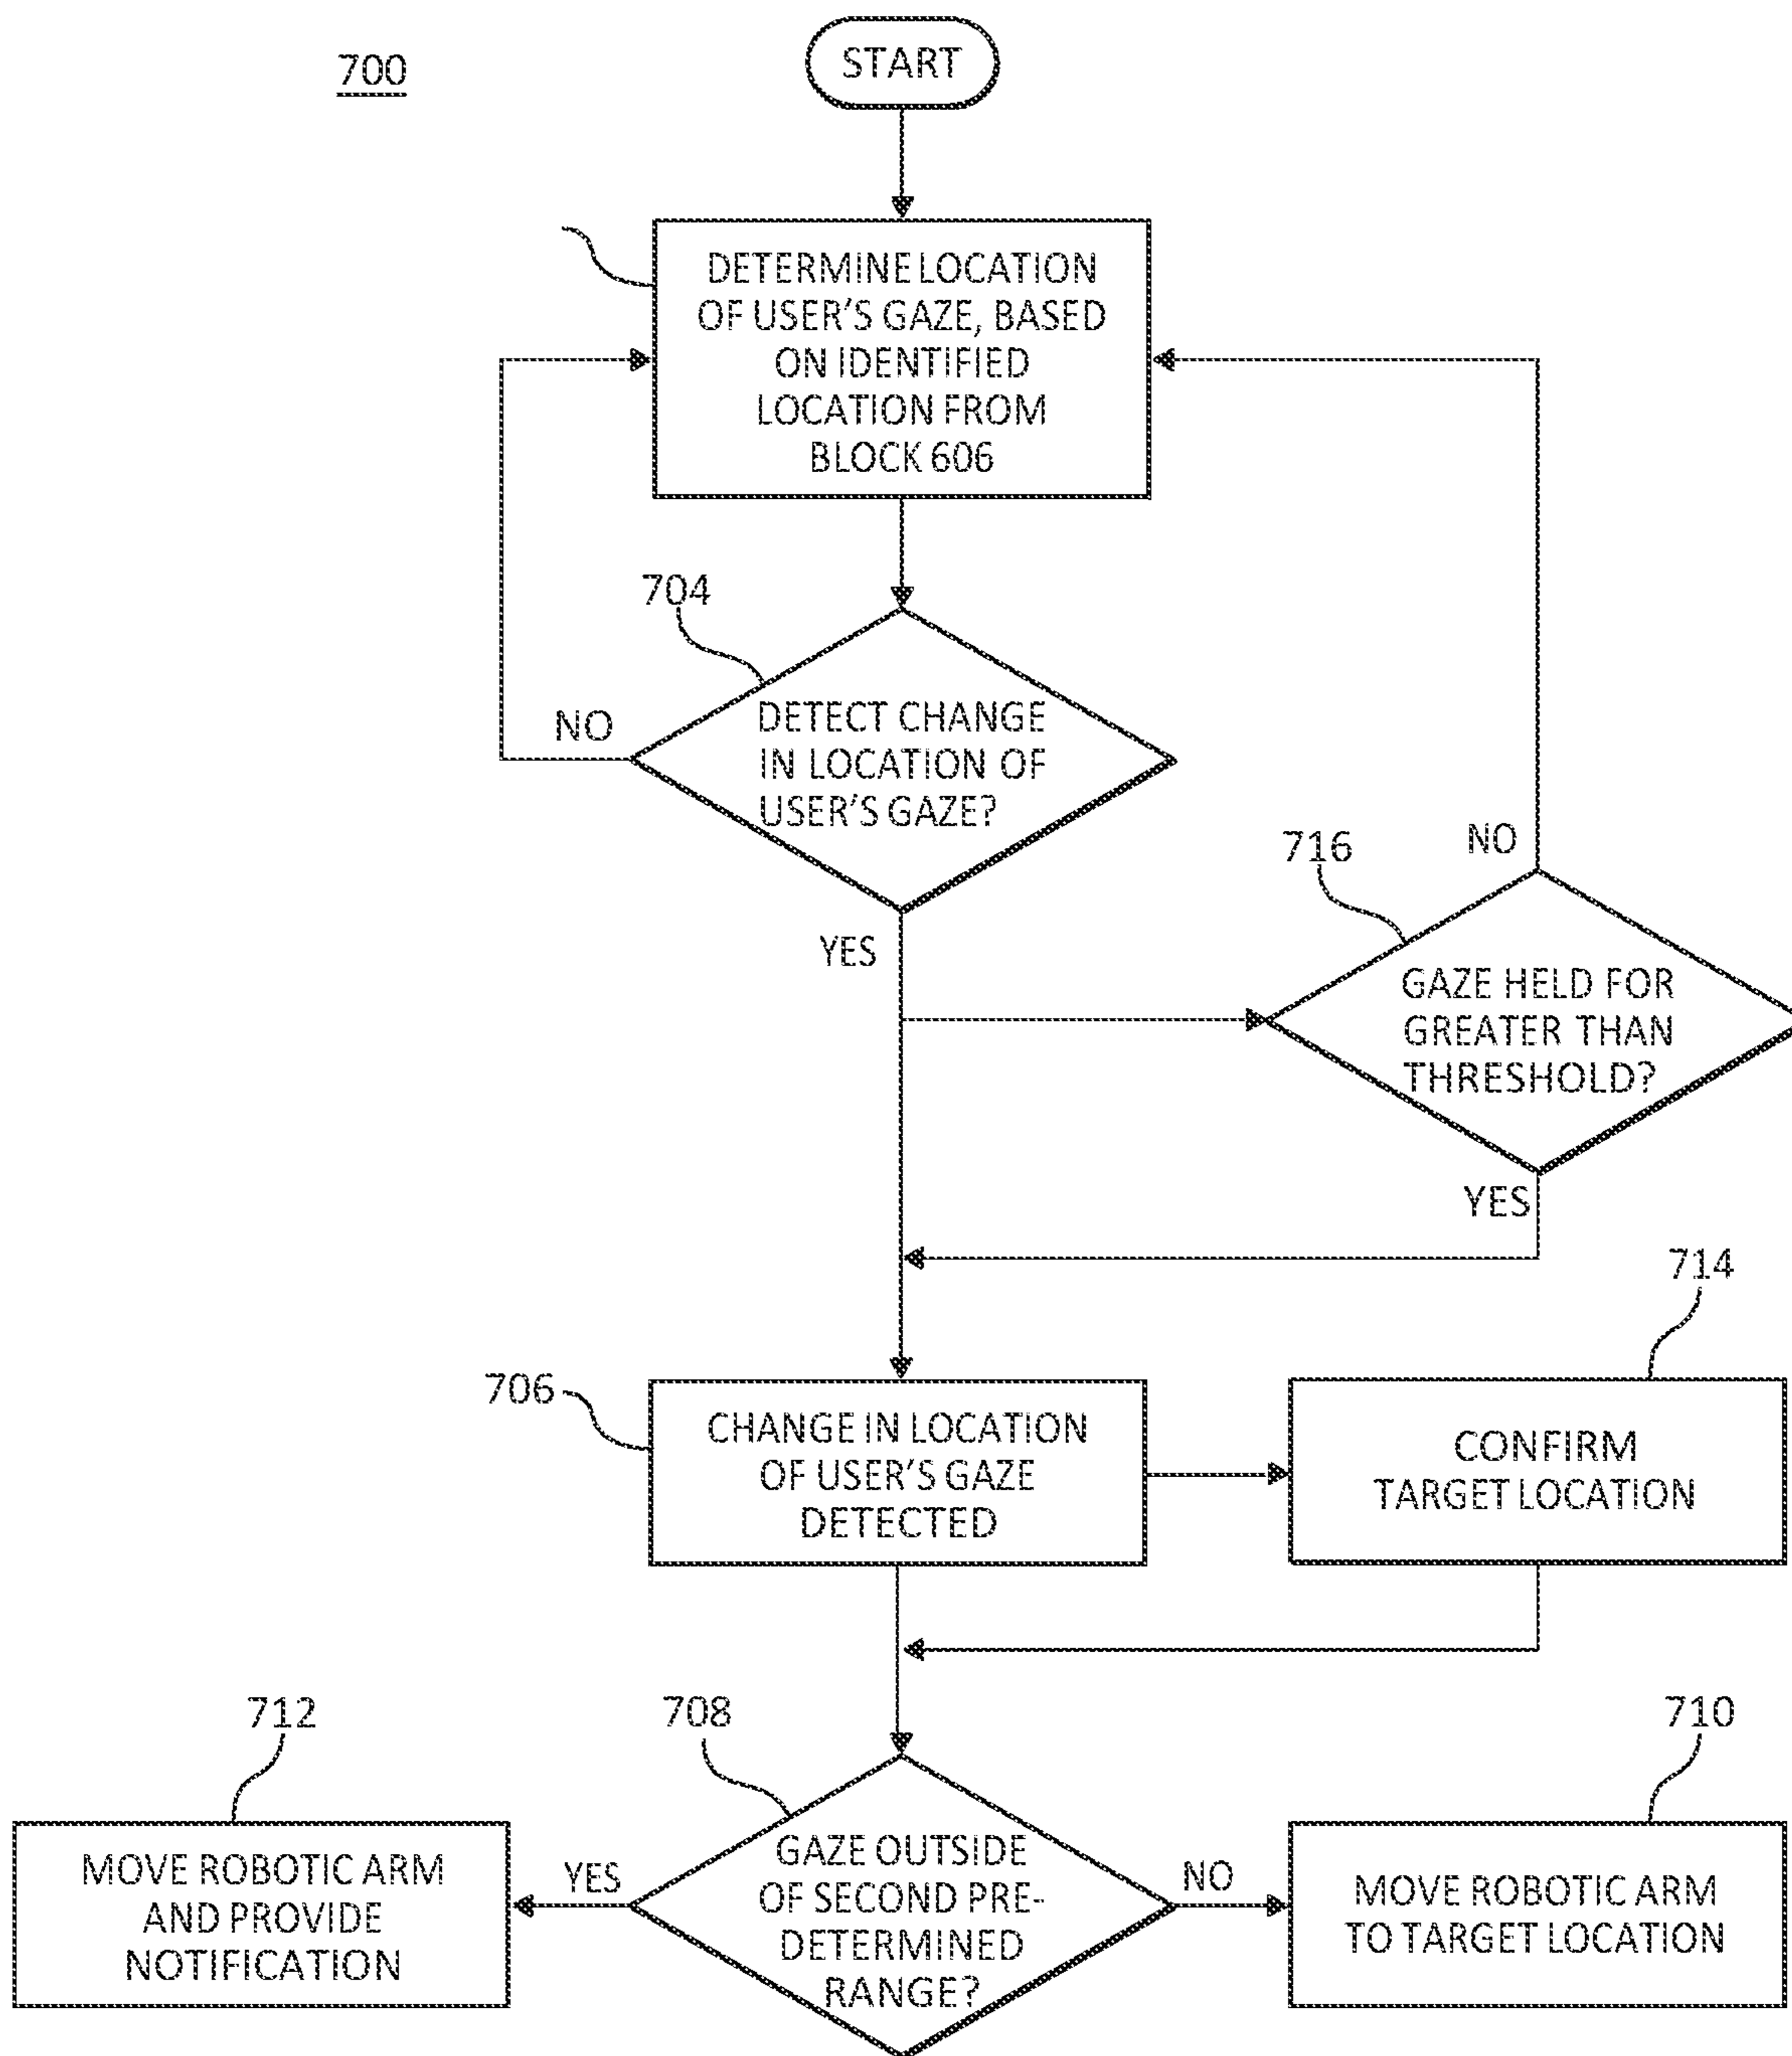 700
START
DETERMINE LOCATION
OF USER'S GAZE, BASED
ON IDENTIFIED
LOCATION FROM
BLOCK 606
704
DETECT CHANGE
IN LOCATION OF
USER'S GAZE?
NO
YES
716
NO
GAZE HELD FOR
GREATER THAN
THRESHOLD?
YES
706
CHANGE IN LOCATION
OF USER'S GAZE
DETECTED
714
CONFIRM
TARGET LOCATION
708
GAZE OUTSIDE
OF SECOND PRE-
DETERMINED
RANGE?
YES
NO
712
MOVE ROBOTIC ARM
AND PROVIDE
NOTIFICATION
710
MOVE ROBOTIC ARM
TO TARGET LOCATION